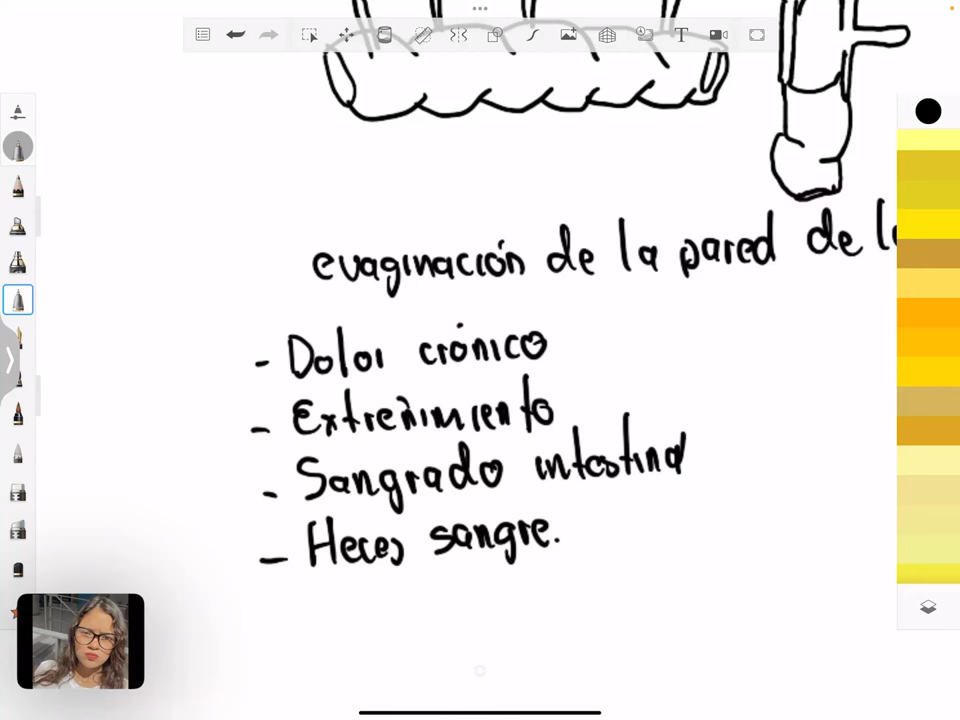 evaginación de la pared de l
- Dolor crónico
- Extreñimiento
- Sangrado intestinal
- Heces sangre.